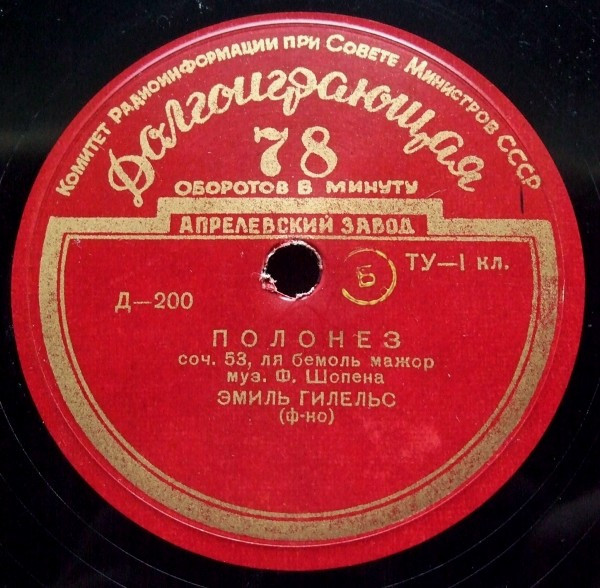 Комитет Радиоинформации при Совете Министров СССР
Долгоиграющая
78
ОБОРОТОВ В МИНУТУ
АПРЕЛЕВСКИЙ ЗАВОД
Б
ТУ—I кл.
Д—200
ПОЛОНЕЗ
соч. 53, ля бемоль мажор
муз. Ф. Шопена
ЭМИЛЬ ГИЛЕЛЬС
(ф-но)